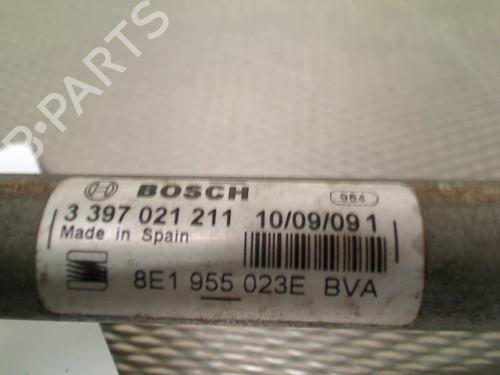 B-PARTS
BOSCH
954
3 397 021 211 10/09/09 1
Made in Spain
8E1 955 023E BVA